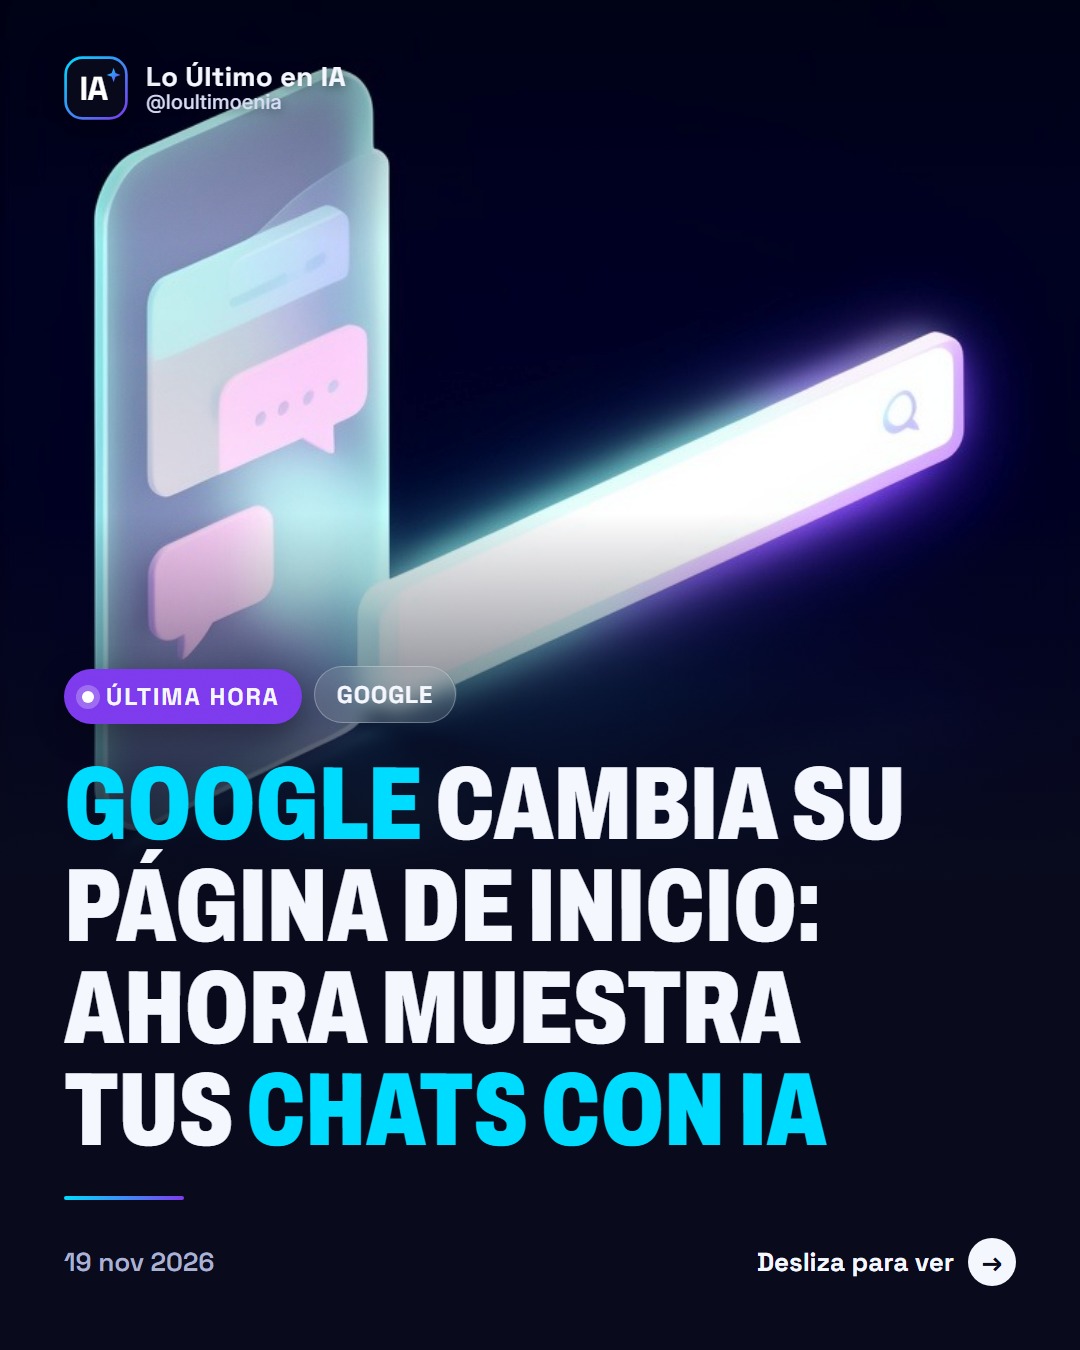 IA
Lo Último en IA
@loultimoenia
ÚLTIMA HORA
GOOGLE
GOOGLE CAMBIA SU
PÁGINA DE INICIO:
AHORA MUESTRA
TUS CHATS CON IA
19 nov 2026
Desliza para ver →